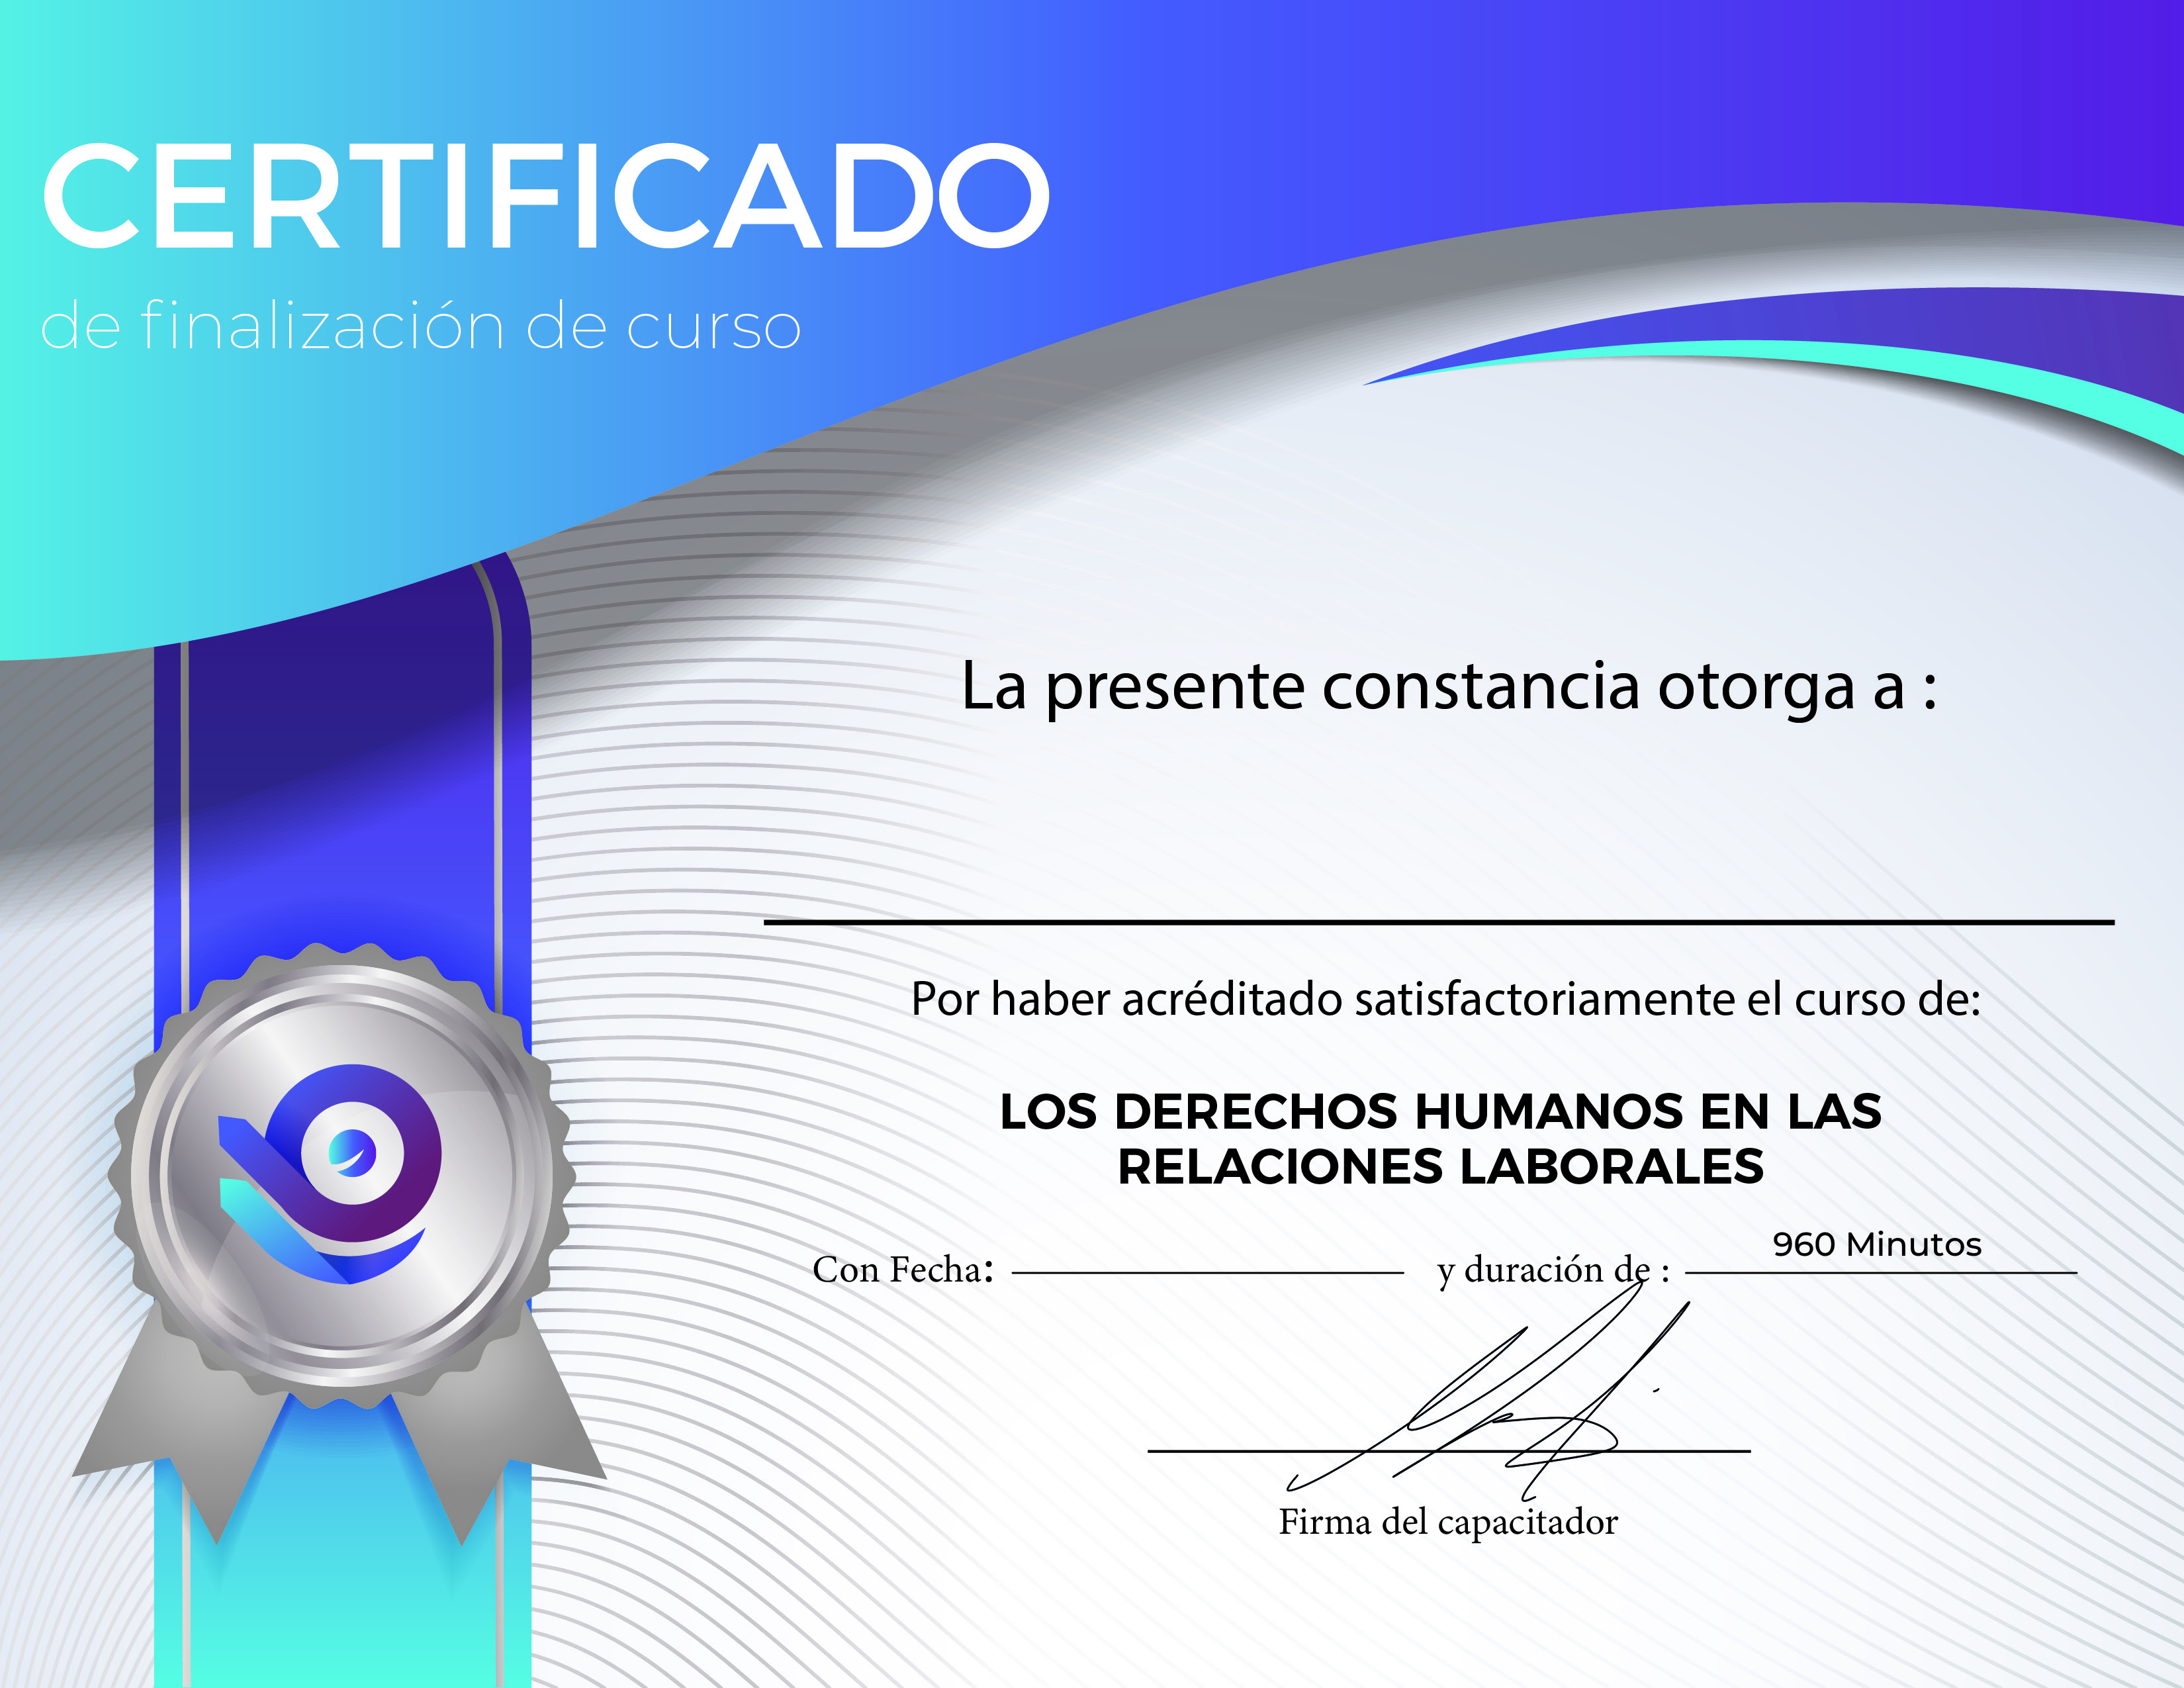 CERTIFICADO
de finalización de curso
La presente constancia otorga a :
Por haber acréditado satisfactoriamente el curso de:
LOS DERECHOS HUMANOS EN LAS
RELACIONES LABORALES
Con Fecha: y duración de : 960 Minutos
Firma del capacitador